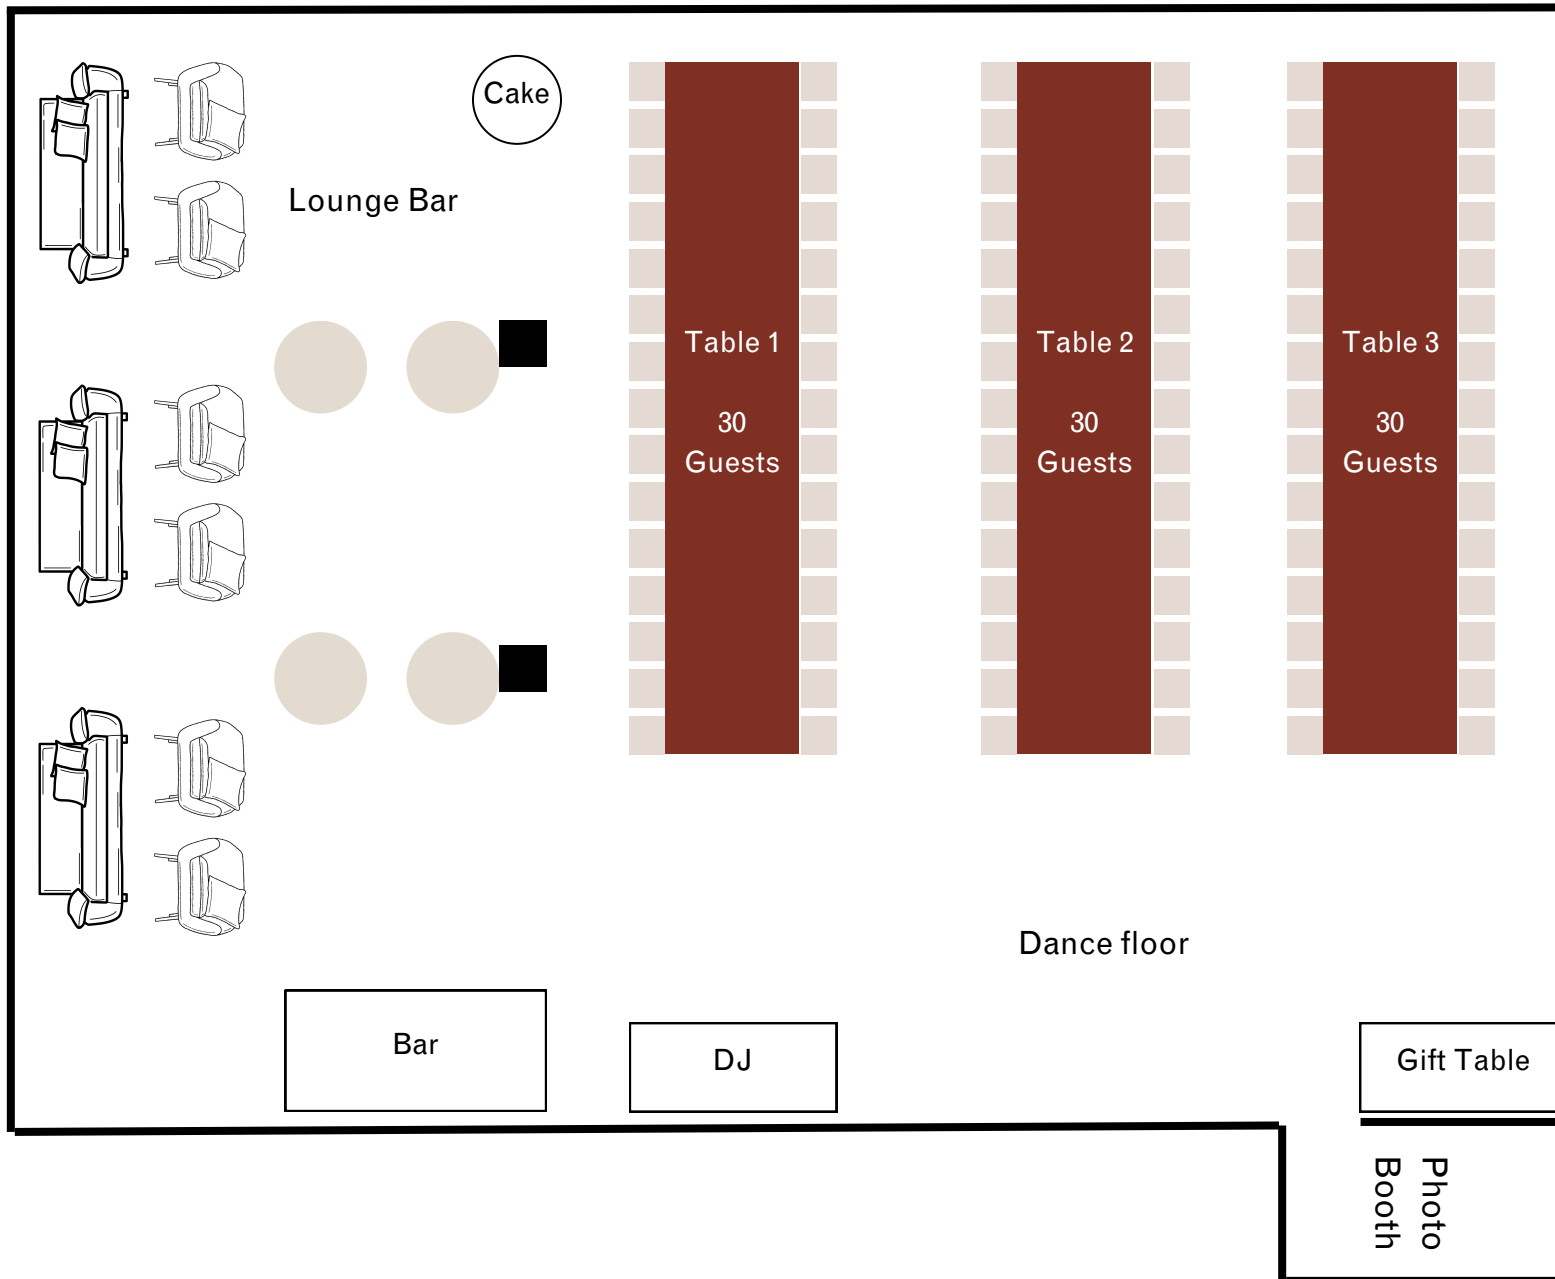 Cake
Lounge Bar
Table 1
30
Guests
Table 2
30
Guests
Table 3
30
Guests
Dance floor
Bar
DJ
Gift Table
Photo
Booth